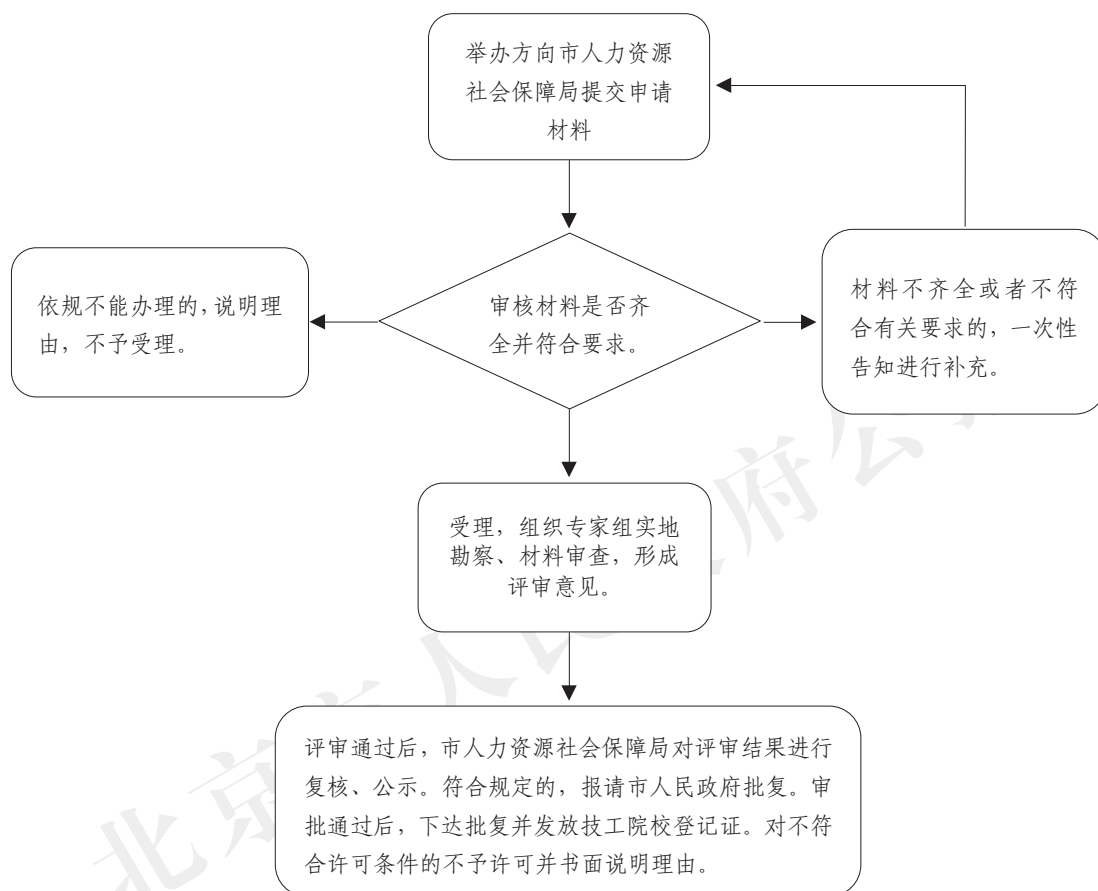 举办方向市人力资源
社会保障局提交申请
材料
依规不能办理的，说明理
由，不予受理。
审核材料是否齐
全并符合要求。
材料不齐全或者不符
合有关要求的，一次性
告知进行补充。
受理，组织专家组实地
勘察、材料审查，形成
评审意见。
评审通过后，市人力资源社会保障局对评审结果进行
复核、公示。符合规定的，报请市人民政府批复。审
批通过后，下达批复并发放技工院校登记证。对不符
合许可条件的不予许可并书面说明理由。